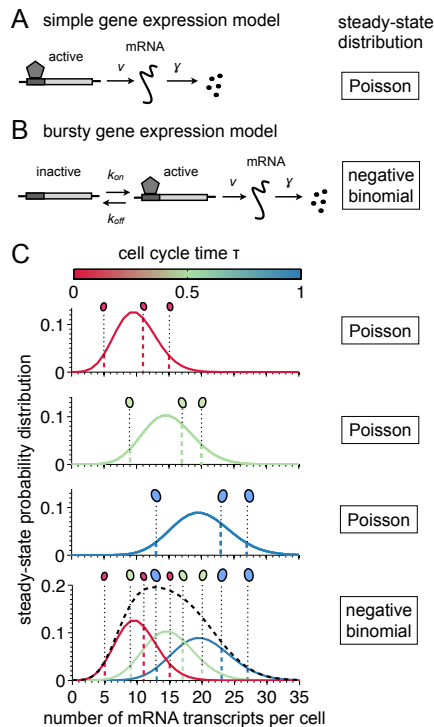 A simple gene expression model
steady-state
distribution
active
mRNA
ν
γ
Poisson
B bursty gene expression model
inactive
kon
koff
active
mRNA
ν
γ
negative
binomial
C
cell cycle time τ
0 0.5 1
steady-state probability distribution
0.1
0
Poisson
0.1
0
Poisson
0.1
0
Poisson
0.2
0.1
0
negative
binomial
0 5 10 15 20 25 30 35
number of mRNA transcripts per cell